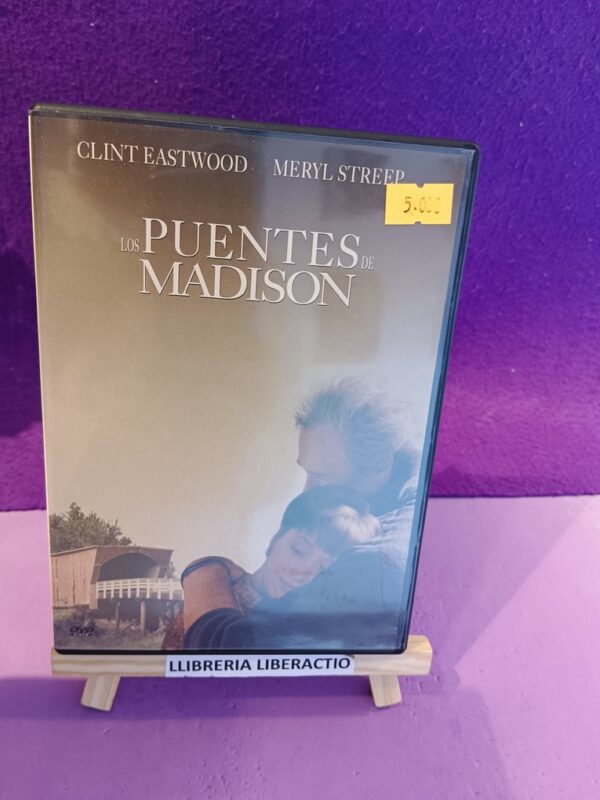 CLINT EASTWOOD MERYL STREEP
5.000
LOS PUENTES DE
MADISON
DVD
LLIBRERIA LIBERACTIO